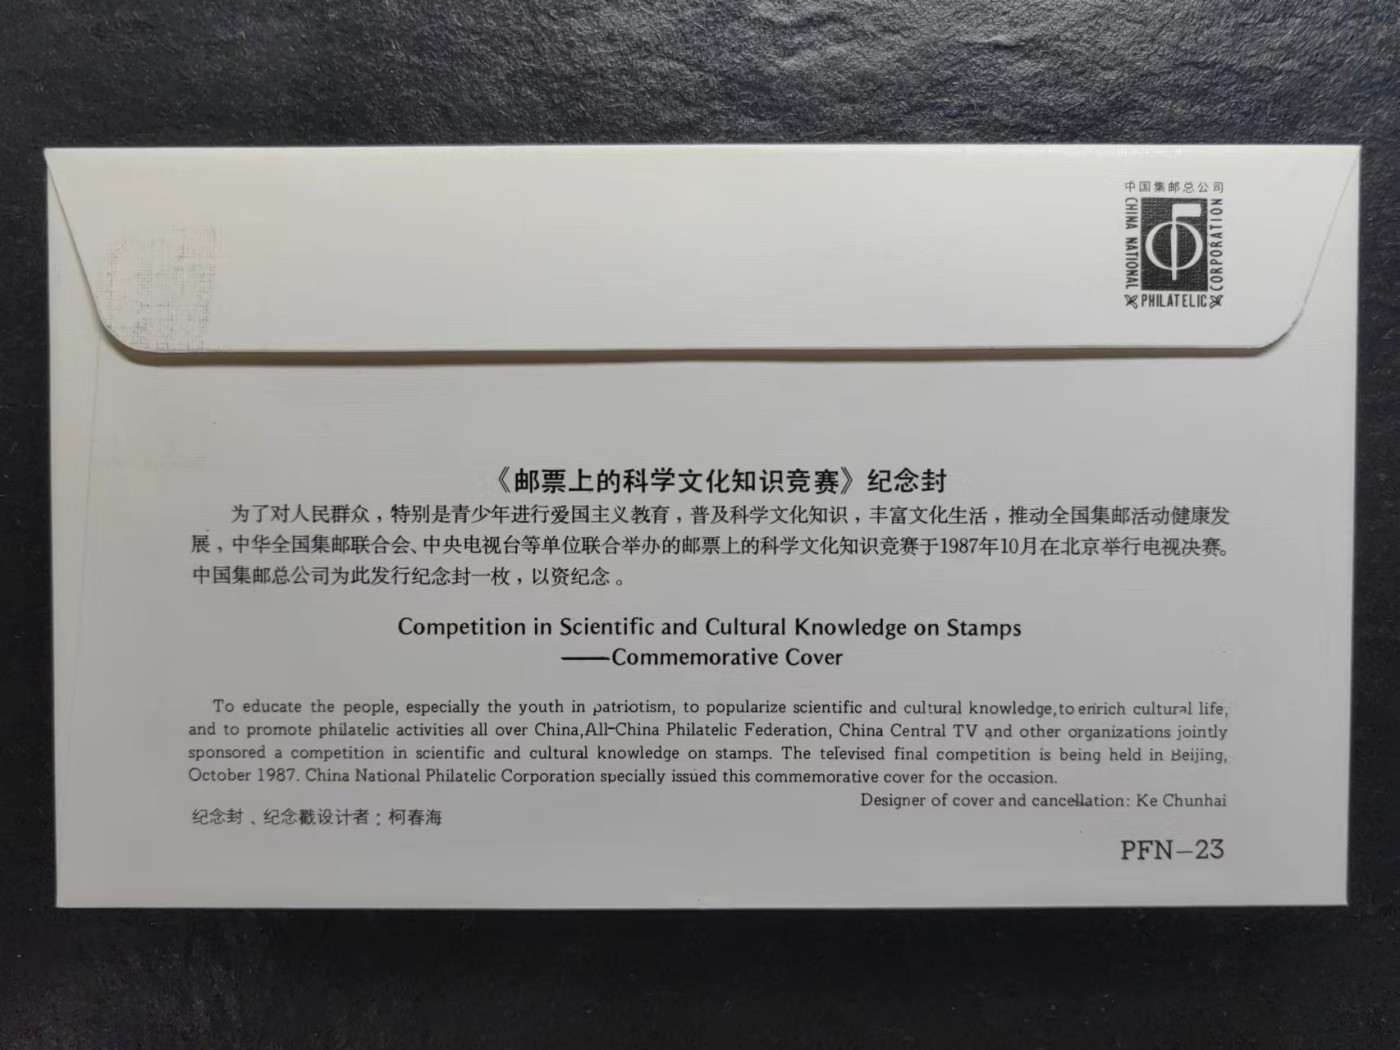 中国集邮总公司
CHINA NATIONAL
CORPORATION
PHILATELIC
《邮票上的科学文化知识竞赛》纪念封
为了对人民群众，特别是青少年进行爱国主义教育，普及科学文化知识，丰富文化生活，推动全国集邮活动健康发
展，中华全国集邮联合会、中央电视台等单位联合举办的邮票上的科学文化知识竞赛于1987年10月在北京举行电视决赛。
中国集邮总公司为此发行纪念封一枚，以资纪念。
Competition in Scientific and Cultural Knowledge on Stamps
——Commemorative Cover
To educate the people, especially the youth in patriotism, to popularize scientific and cultural knowledge, to enrich cultural life,
and to promote philatelic activities all over China, All-China Philatelic Federation, China Central TV and other organizations jointly
sponsored a competition in scientific and cultural knowledge on stamps. The televised final competition is being held in Beijing,
October 1987. China National Philatelic Corporation specially issued this commemorative cover for the occasion.
Designer of cover and cancellation: Ke Chunhai
纪念封、纪念戳设计者：柯春海
PFN-23